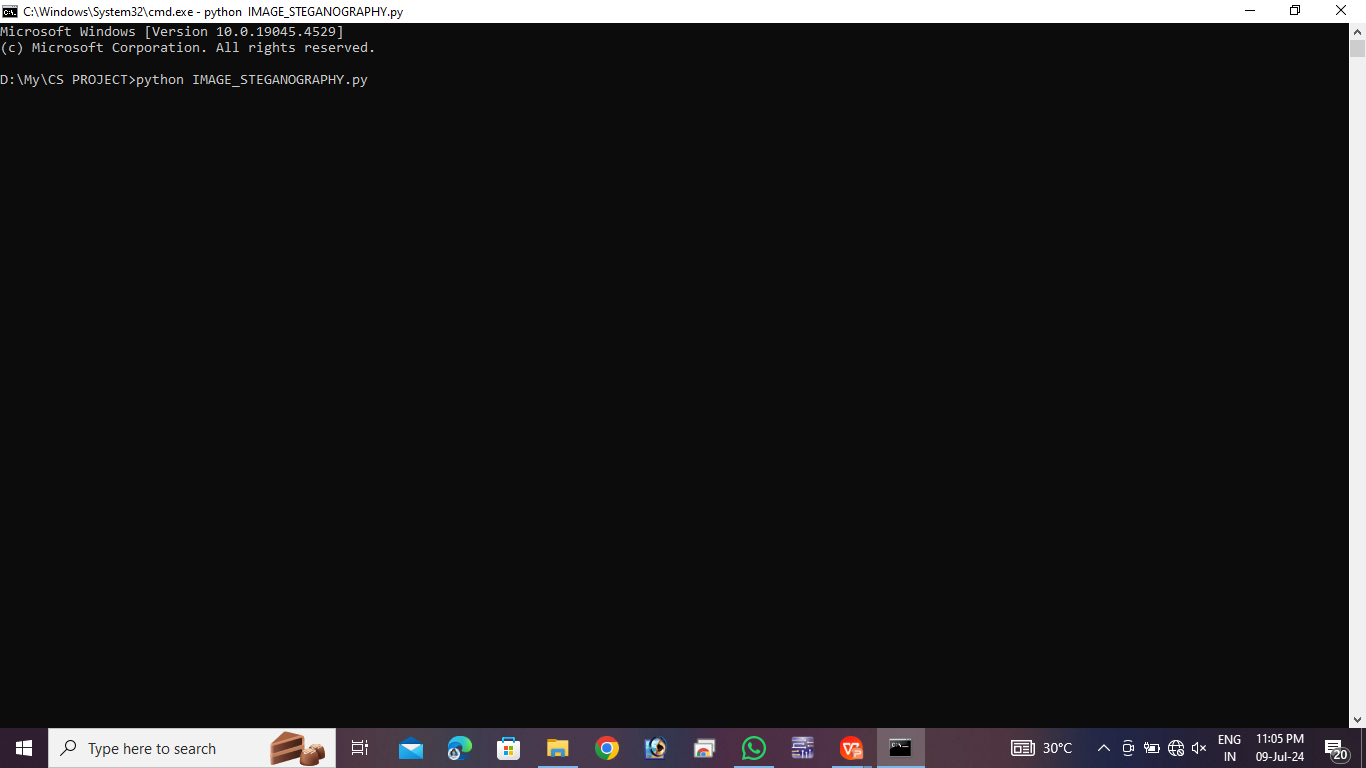 C:\Windows\System32\cmd.exe - python  IMAGE_STEGANOGRAPHY.py
Microsoft Windows [Version 10.0.19045.4529]
(c) Microsoft Corporation. All rights reserved.
D:\My\CS PROJECT>python IMAGE_STEGANOGRAPHY.py
Type here to search
30°C
ENG
IN
11:05 PM
09-Jul-24
20